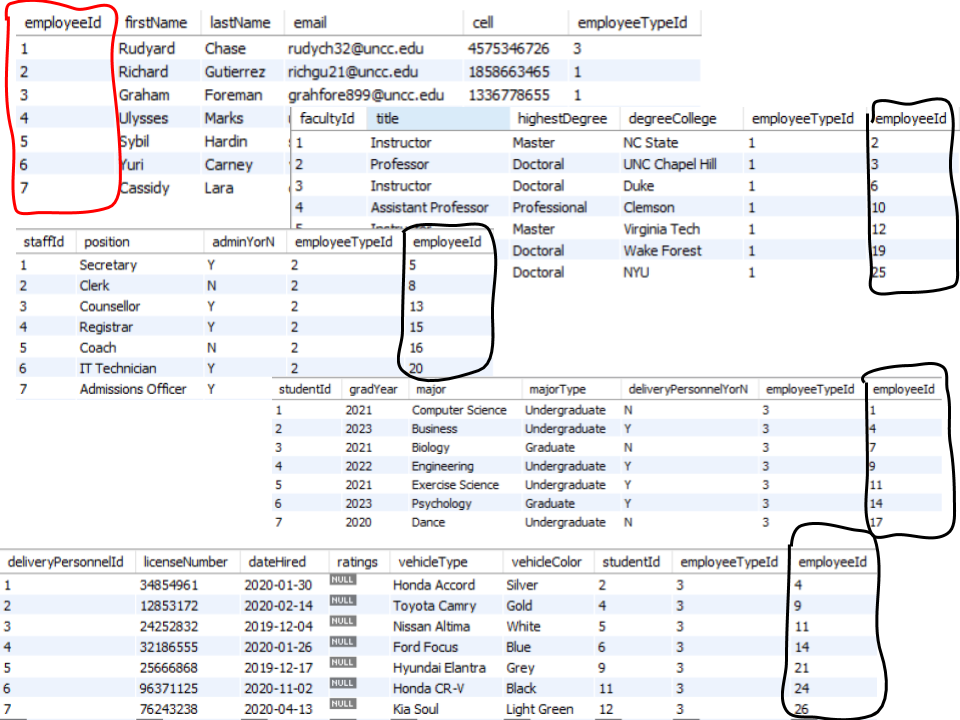 employeeId firstName lastName email cell employeeTypeId
1 Rudyard Chase rudych32@uncc.edu 4575346726 3
2 Richard Gutierrez richgu21@uncc.edu 1858663465 1
3 Graham Foreman grahfore899@uncc.edu 1336778655 1
4 Ulysses Marks
5 Sybil Hardin
6 Yuri Carney
7 Cassidy Lara
facultyId title highestDegree degreeCollege employeeTypeId employeeId
1 Instructor Master NC State 1 2
2 Professor Doctoral UNC Chapel Hill 1 3
3 Instructor Doctoral Duke 1 6
4 Assistant Professor Professional Clemson 1 10
Master Virginia Tech 1 12
Doctoral Wake Forest 1 19
Doctoral NYU 1 25
staffId position adminYorN employeeTypeId employeeId
1 Secretary Y 2 5
2 Clerk N 2 8
3 Counsellor Y 2 13
4 Registrar Y 2 15
5 Coach N 2 16
6 IT Technician Y 2 20
7 Admissions Officer Y
studentId gradYear major majorType deliveryPersonnelYorN employeeTypeId employeeId
1 2021 Computer Science Undergraduate N 3 1
2 2023 Business Undergraduate Y 3 4
3 2021 Biology Graduate N 3 7
4 2022 Engineering Undergraduate Y 3 9
5 2021 Exercise Science Undergraduate Y 3 11
6 2023 Psychology Graduate Y 3 14
7 2020 Dance Undergraduate N 3 17
deliveryPersonnelId licenseNumber dateHired ratings vehicleType vehicleColor studentId employeeTypeId employeeId
1 34854961 2020-01-30 NULL Honda Accord Silver 2 3 4
2 12853172 2020-02-14 NULL Toyota Camry Gold 4 3 9
3 24252832 2019-12-04 NULL Nissan Altima White 5 3 11
4 32186555 2020-01-26 NULL Ford Focus Blue 6 3 14
5 25666868 2019-12-17 NULL Hyundai Elantra Grey 9 3 21
6 96371125 2020-11-02 NULL Honda CR-V Black 11 3 24
7 76243238 2020-04-13 NULL Kia Soul Light Green 12 3 26